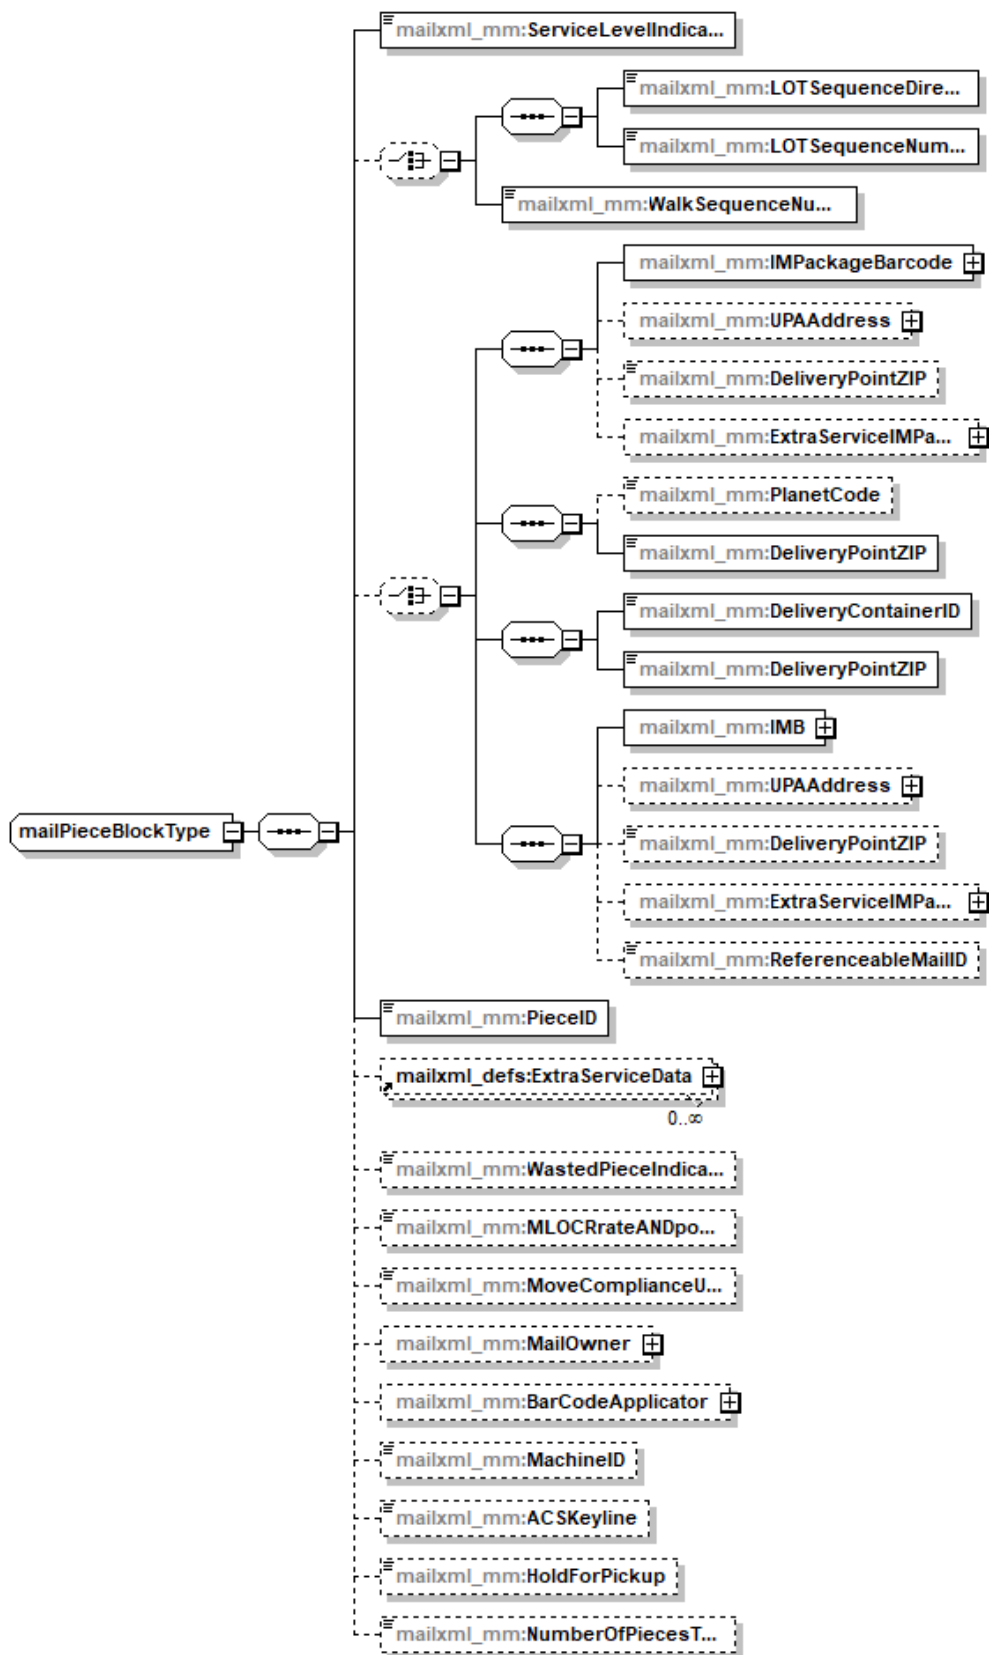 mailxml_mm:ServiceLevelIndica...
mailxml_mm:LOTSequenceDire...
mailxml_mm:LOTSequenceNum...
mailxml_mm:WalkSequenceNu...
mailxml_mm:IMPackageBarcode
mailxml_mm:UPAAddress
mailxml_mm:DeliveryPointZIP
mailxml_mm:ExtraServiceIMPa...
mailxml_mm:PlanetCode
mailxml_mm:DeliveryPointZIP
mailxml_mm:DeliveryContainerID
mailxml_mm:DeliveryPointZIP
mailxml_mm:IMB
mailxml_mm:UPAAddress
mailPieceBlockType
mailxml_mm:DeliveryPointZIP
mailxml_mm:ExtraServiceIMPa...
mailxml_mm:ReferenceableMailID
mailxml_mm:PieceID
mailxml_defs:ExtraServiceData
0..∞
mailxml_mm:WastedPieceIndica...
mailxml_mm:MLOCRrateANDpo...
mailxml_mm:MoveComplianceU...
mailxml_mm:MailOwner
mailxml_mm:BarCodeApplicator
mailxml_mm:MachineID
mailxml_mm:ACSKeyline
mailxml_mm:HoldForPickup
mailxml_mm:NumberOfPiecesT...